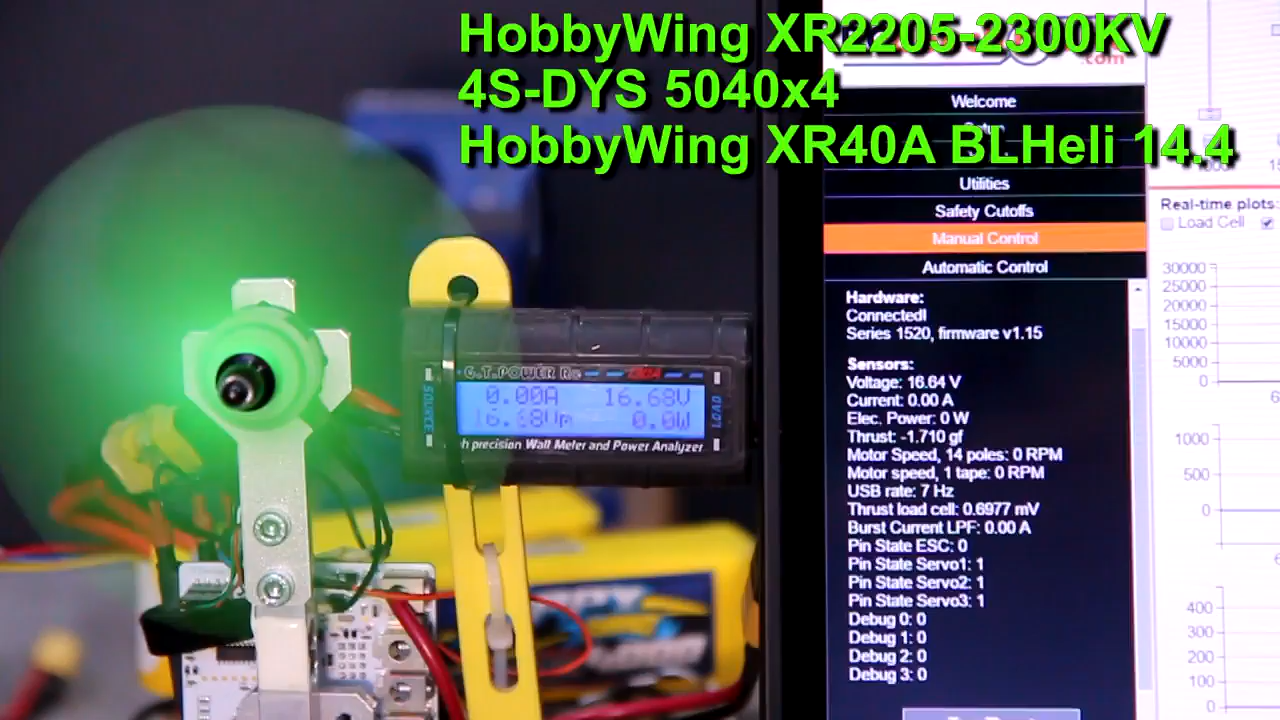 HobbyWing XR2205-2300KV
4S-DYS 5040x4
HobbyWing XR40A BLHeli 14.4
.com
Welcome
Setup
Utilities
Safety Cutoffs
Manual Control
Automatic Control
Hardware:
Connected!
Series 1520, firmware v1.15
Sensors:
Voltage: 16.64 V
Current: 0.00 A
Elec. Power: 0 W
Thrust: -1.710 gf
Motor Speed, 14 poles: 0 RPM
Motor speed, 1 tape: 0 RPM
USB rate: 7 Hz
Thrust load cell: 0.6977 mV
Burst Current LPF: 0.00 A
Pin State ESC: 0
Pin State Servo1: 1
Pin State Servo2: 1
Pin State Servo3: 1
Debug 0: 0
Debug 1: 0
Debug 2: 0
Debug 3: 0
Real-time plots:
Load Cell
30000
25000
20000
15000
10000
5000
0
1000
500
0
400
300
200
100
0
G.T.POWER RC 130A
SOURCE
0.00A 16.68V
0.0W
LOAD
h precision Watt Meter and Power Analyzer